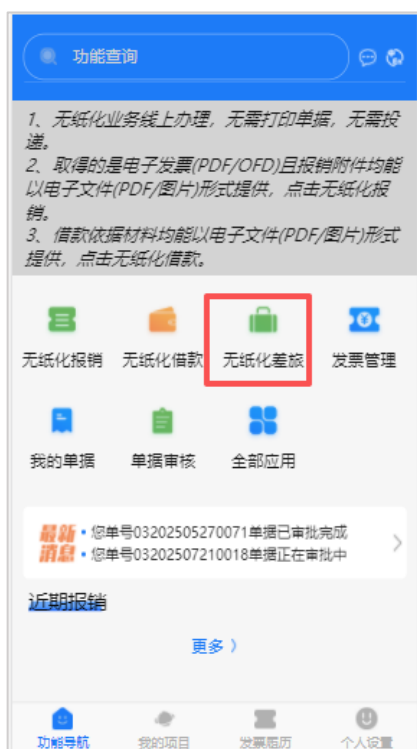 功能查询
1、无纸化业务线上办理，无需打印单据，无需投
递。
2、取得的是电子发票(PDF/OFD)且报销附件均能
以电子文件(PDF/图片)形式提供，点击无纸化报
销。
3、借款依据材料均能以电子文件(PDF/图片)形式
提供，点击无纸化借款。
无纸化报销 无纸化借款 无纸化差旅 发票管理
我的单据 单据审核 全部应用
最新 • 您单号03202505270071单据已审批完成
消息 • 您单号03202507210018单据正在审批中
近期报销
更多 》
功能导航 我的项目 发票履历 个人设置